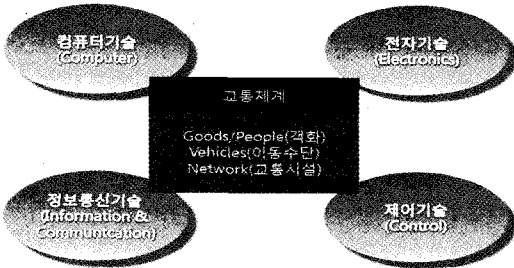 컴퓨터기술
(Computer)
전자기술
(Electronics)
교통체계
Goods/People(객화)
Vehicles(이동수단)
Network(교통시설)
정보통신기술
(Information &
Communication)
제어기술
(Control)